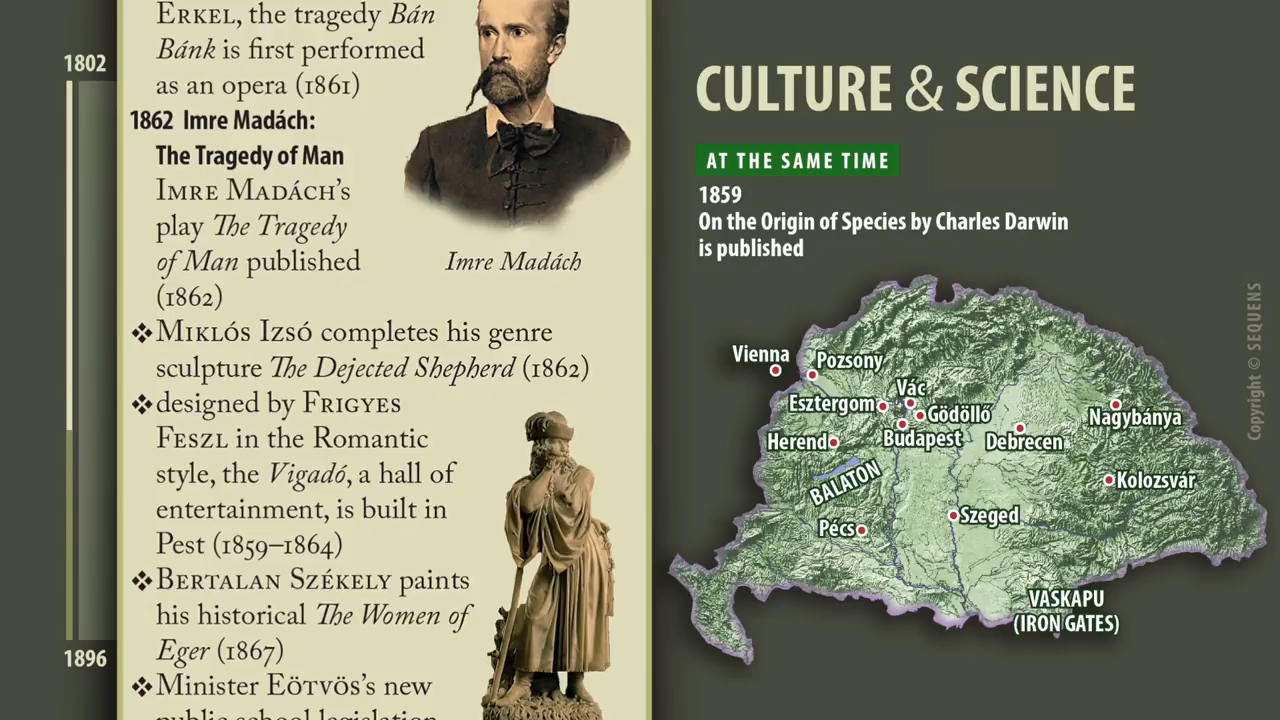 ERKEL, the tragedy Bán
Bánk is first performed
as an opera (1861)
1862 Imre Madách:
The Tragedy of Man
IMRE MADÁCH's
play The Tragedy
of Man published
(1862)
Imre Madách
❖ MIKLÓS IZSÓ completes his genre
sculpture The Dejected Shepherd (1862)
❖ designed by FRIGYES
FESZL in the Romantic
style, the Vigadó, a hall of
entertainment, is built in
Pest (1859–1864)
❖ BERTALAN SZÉKELY paints
his historical The Women of
Eger (1867)
❖ Minister EÖTVÖS's new
public school legislation
1802
1896
CULTURE & SCIENCE
AT THE SAME TIME
1859
On the Origin of Species by Charles Darwin
is published
Vienna
Pozsony
Vác
Esztergom
Gödöllő
Nagybánya
Herend
Budapest
Debrecen
BALATON
Kolozsvár
Pécs
Szeged
VASKAPU
(IRON GATES)
Copyright © SEQUENS